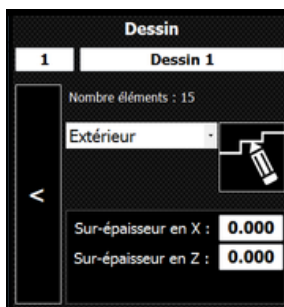 Dessin
1 Dessin 1
Nombre éléments : 15
Extérieur
<
Sur-épaisseur en X : 0.000
Sur-épaisseur en Z : 0.000